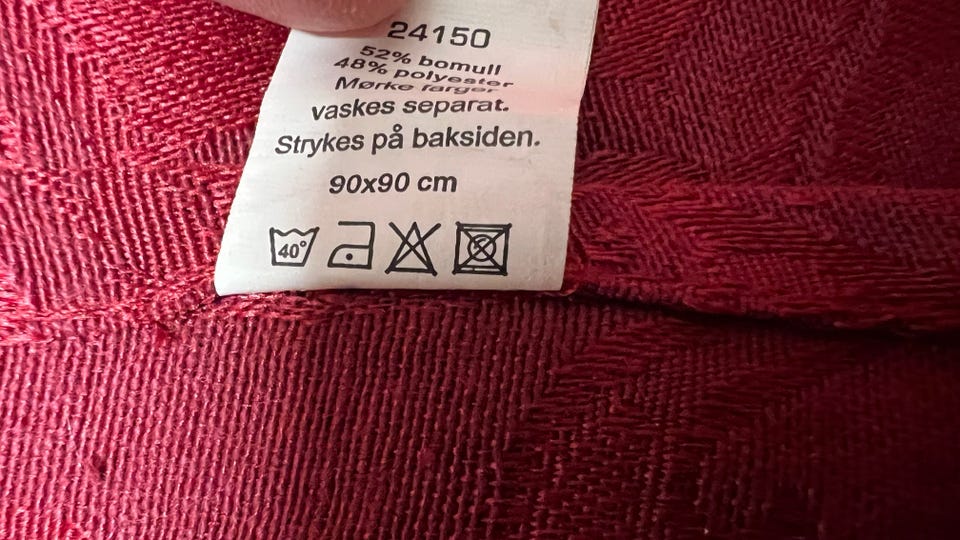 24150
52% bomull
48% polyester
Mørke farger
vaskes separat.
Strykes på baksiden.
90x90 cm
40°